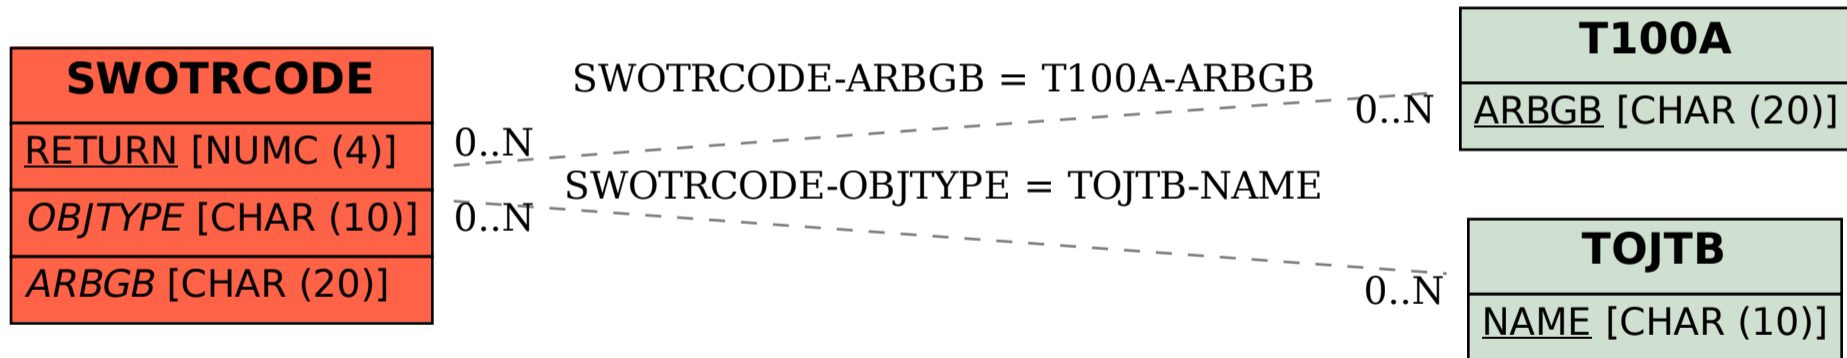 SWOTRCODE
RETURN [NUMC (4)]
OBJTYPE [CHAR (10)]
ARBGB [CHAR (20)]
SWOTRCODE-ARBGB = T100A-ARBGB
0..N
0..N
SWOTRCODE-OBJTYPE = TOJTB-NAME
0..N
0..N
T100A
ARBGB [CHAR (20)]
TOJTB
NAME [CHAR (10)]